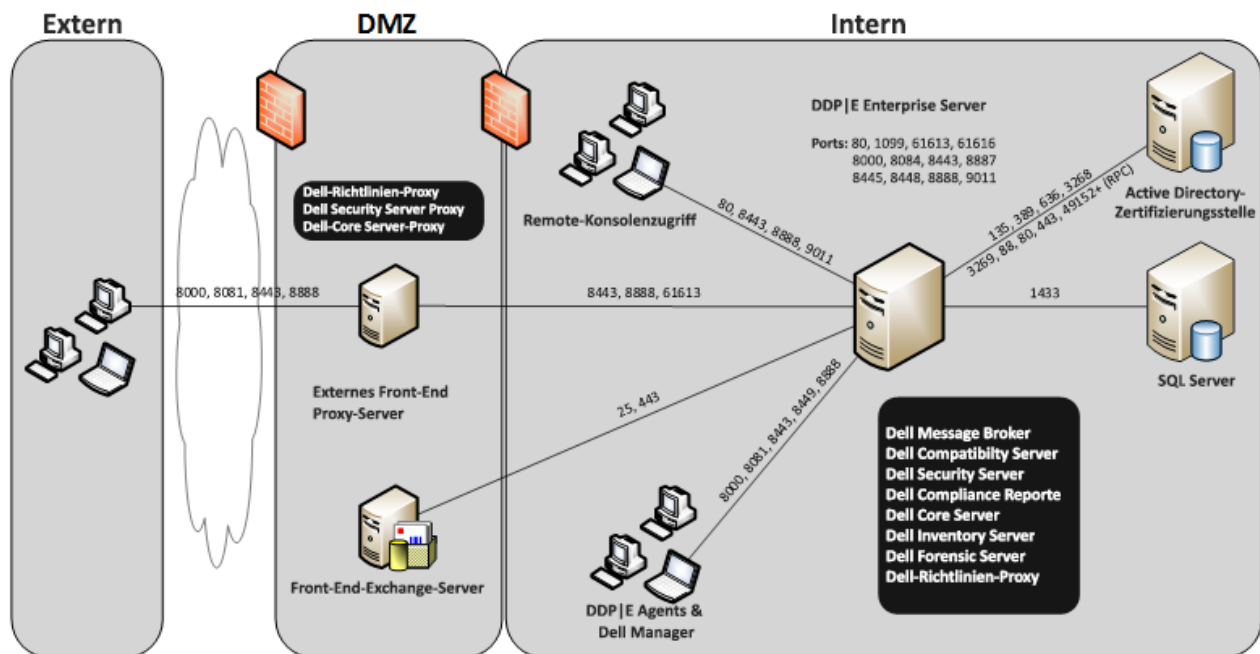 Extern
DMZ
Intern
DDP|E Enterprise Server
Ports: 80, 1099, 61613, 61616
8000, 8084, 8443, 8887
8445, 8448, 8888, 9011
Dell-Richtlinien-Proxy
Dell Security Server Proxy
Dell-Core Server-Proxy
Remote-Konsolenzugriff
80, 8443, 8888, 9011
135, 389, 636, 3268
3269, 88, 80, 443, 49152+ (RPC)
Active Directory-
Zertifizierungsstelle
8000, 8081, 8443, 8888
8443, 8888, 61613
1433
Externes Front-End
Proxy-Server
SQL Server
25, 443
8000, 8081, 8443, 8449, 8888
Dell Message Broker
Dell Compatibilty Server
Dell Security Server
Dell Compliance Reporte
Dell Core Server
Dell Inventory Server
Dell Forensic Server
Dell-Richtlinien-Proxy
Front-End-Exchange-Server
DDP|E Agents &
Dell Manager